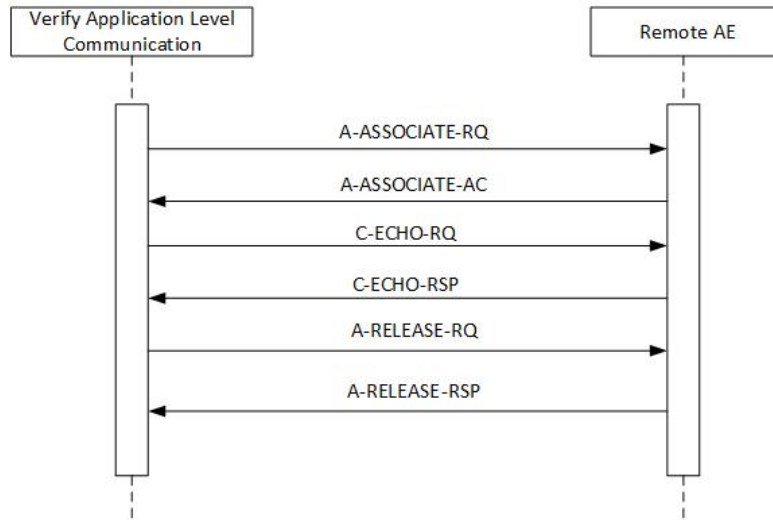 Verify Application Level
Communication
Remote AE
A-ASSOCIATE-RQ
A-ASSOCIATE-AC
C-ECHO-RQ
C-ECHO-RSP
A-RELEASE-RQ
A-RELEASE-RSP